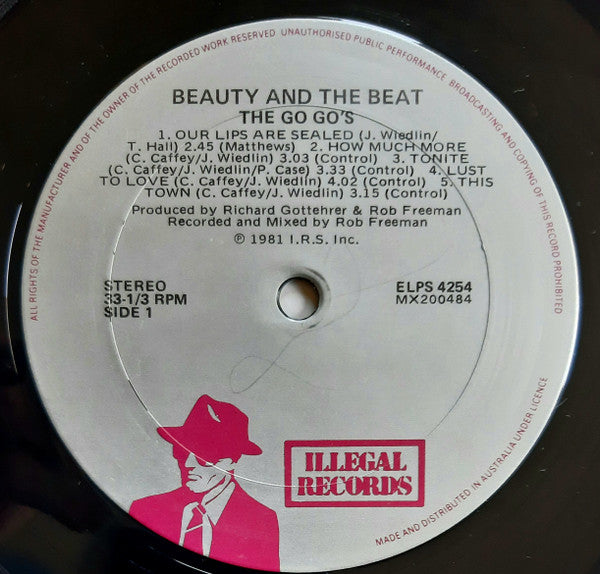 ALL RIGHTS OF THE MANUFACTURER AND OF THE OWNER OF THE RECORDED WORK RESERVED UNAUTHORISED PUBLIC PERFORMANCE BROADCASTING AND COPYING OF THIS RECORD PROHIBITED
BEAUTY AND THE BEAT
THE GO GO'S
1. OUR LIPS ARE SEALED (J. Wiedlin/
T. Hall) 2.45 (Matthews) 2. HOW MUCH MORE
(C. Caffey/J. Wiedlin) 3.03 (Control) 3. TONITE
(C. Caffey/J. Wiedlin/P. Case) 3.33 (Control) 4. LUST
TO LOVE (C. Caffey/J. Wiedlin) 4.02 (Control) 5. THIS
TOWN (C. Caffey/J. Wiedlin) 3.15 (Control)
Produced by Richard Gottehrer & Rob Freeman
Recorded and Mixed by Rob Freeman
℗ 1981 I.R.S. Inc.
STEREO
33-1/3 RPM
SIDE 1
ELPS 4254
MX200484
ILLEGAL
RECORDS
MADE AND DISTRIBUTED IN AUSTRALIA UNDER LICENCE